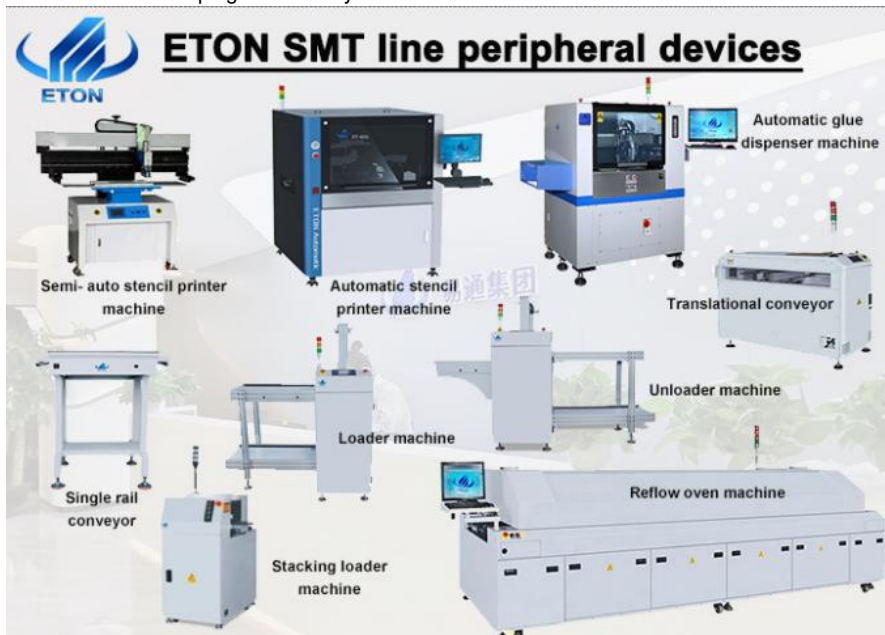 ETON SMT line peripheral devices
ETON
Automatic glue
dispenser machine
Semi- auto stencil printer
machine
Automatic stencil
printer machine
ETON Automatic
易通集团
Translational conveyor
Single rail
conveyor
Loader machine
Unloader machine
Stacking loader
machine
Reflow oven machine